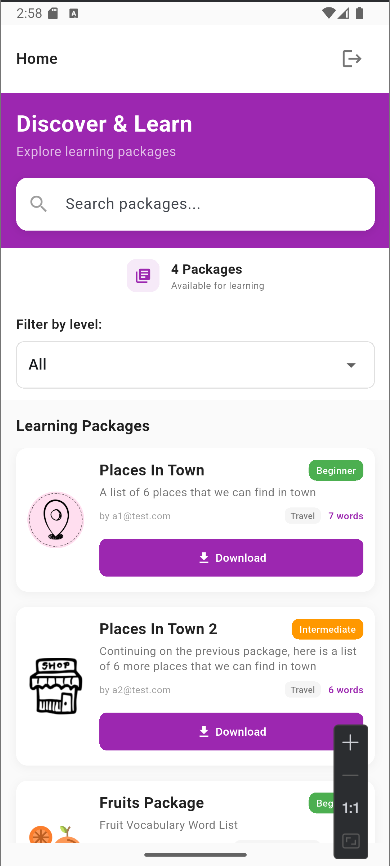 2:58
A
Home
Discover & Learn
Explore learning packages
Search packages...
4 Packages
Available for learning
Filter by level:
All
Learning Packages
Places In Town
Beginner
A list of 6 places that we can find in town
by a1@test.com
Travel
7 words
Download
SHOP
Places In Town 2
Intermediate
Continuing on the previous package, here is a list
of 6 more places that we can find in town
by a2@test.com
Travel
6 words
Download
Fruits Package
Beg
Fruit Vocabulary Word List
1:1